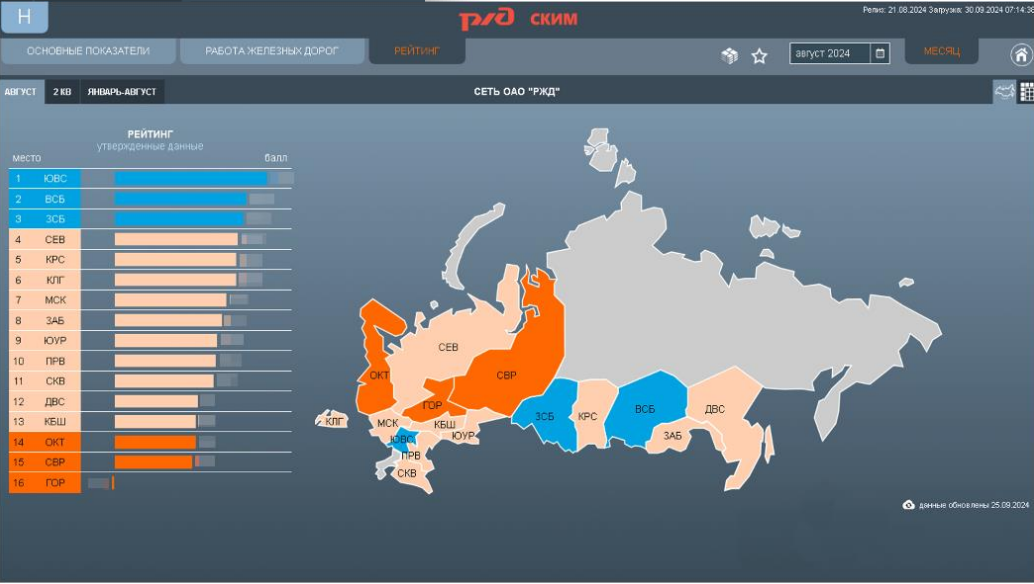 Н
РЖД СКИМ
Релиз: 21.08.2024 Загрузка: 30.09.2024 07:14:36
ОСНОВНЫЕ ПОКАЗАТЕЛИ
РАБОТА ЖЕЛЕЗНЫХ ДОРОГ
РЕЙТИНГ
август 2024
МЕСЯЦ
АВГУСТ
2 КВ
ЯНВАРЬ-АВГУСТ
СЕТЬ ОАО "РЖД"
РЕЙТИНГ
утвержденные данные
место балл
1 ЮВС
2 ВСБ
3 ЗСБ
4 СЕВ
5 КРС
6 КЛГ
7 МСК
8 ЗАБ
9 ЮУР
10 ПРВ
11 СКВ
12 ДВС
13 КБШ
14 ОКТ
15 СВР
16 ГОР
СЕВ
ОКТ
СВР
ГОР
КЛГ
МСК
КБШ
ЮУР
ЮВС
ПРВ
СКВ
ЗСБ
КРС
ВСБ
ЗАБ
ДВС
данные обновлены 25.09.2024